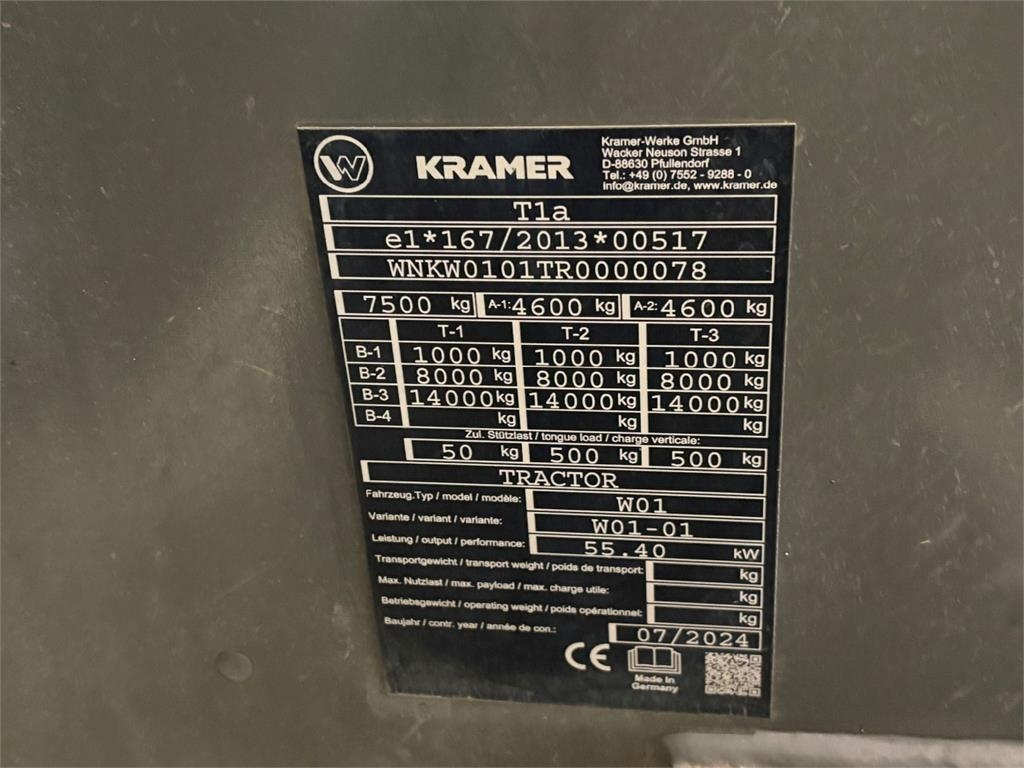 W
KRAMER
Kramer-Werke GmbH
Wacker Neuson Strasse 1
D-88630 Pfullendorf
Tel.: +49 (0) 7552 - 9288 - 0
Info@kramer.de, www.kramer.de
T1a
e1*167/2013*00517
WNKW0101TR0000078
7500 kg A-1: 4600 kg A-2: 4600 kg
T-1 T-2 T-3
B-1 1000 kg 1000 kg 1000 kg
B-2 8000 kg 8000 kg 8000 kg
B-3 14000 kg 14000 kg 14000 kg
B-4 kg kg kg
Zul. Stützlast / tongue load / charge verticale:
50 kg 500 kg 500 kg
TRACTOR
Fahrzeug.Typ / model / modèle: W01
Variante / variant / variante: W01-01
Leistung / output / performance: 55.40 kW
Transportgewicht / transport weight / poids de transport: kg
Max. Nutzlast / max. payload / max. charge utile: kg
Betriebsgewicht / operating weight / poids opérationnel: kg
Baujahr / contr. year / année de con.: 07/2024
CE
Made in
Germany